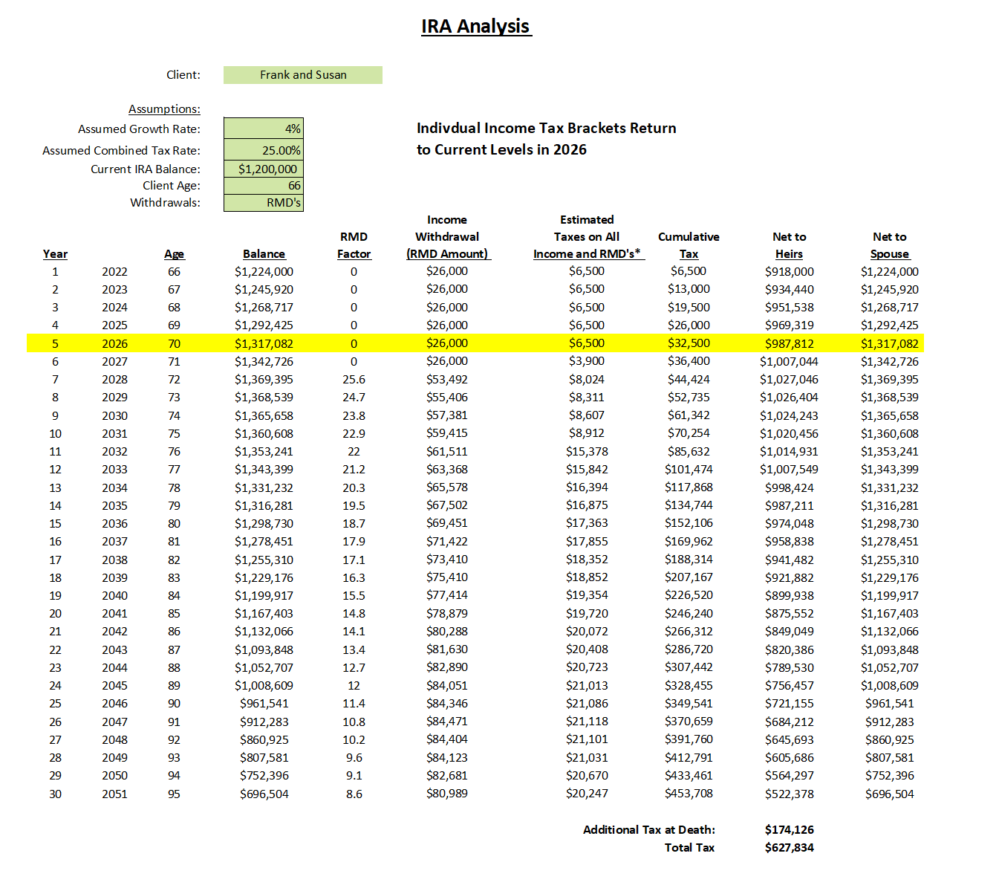 IRA Analysis
Client: Frank and Susan
Assumptions:
Assumed Growth Rate: 4%
Assumed Combined Tax Rate: 25.00%
Current IRA Balance: $1,200,000
Client Age: 66
Withdrawals: RMD's
Indivdual Income Tax Brackets Return
to Current Levels in 2026
Income Estimated
RMD Withdrawal Taxes on All Cumulative Net to Net to
Year Age Balance Factor (RMD Amount) Income and RMD's* Tax Heirs Spouse
1 2022 66 $1,224,000 0 $26,000 $6,500 $6,500 $918,000 $1,224,000
2 2023 67 $1,245,920 0 $26,000 $6,500 $13,000 $934,440 $1,245,920
3 2024 68 $1,268,717 0 $26,000 $6,500 $19,500 $951,538 $1,268,717
4 2025 69 $1,292,425 0 $26,000 $6,500 $26,000 $969,319 $1,292,425
5 2026 70 $1,317,082 0 $26,000 $6,500 $32,500 $987,812 $1,317,082
6 2027 71 $1,342,726 0 $26,000 $3,900 $36,400 $1,007,044 $1,342,726
7 2028 72 $1,369,395 25.6 $53,492 $8,024 $44,424 $1,027,046 $1,369,395
8 2029 73 $1,368,539 24.7 $55,406 $8,311 $52,735 $1,026,404 $1,368,539
9 2030 74 $1,365,658 23.8 $57,381 $8,607 $61,342 $1,024,243 $1,365,658
10 2031 75 $1,360,608 22.9 $59,415 $8,912 $70,254 $1,020,456 $1,360,608
11 2032 76 $1,353,241 22 $61,511 $15,378 $85,632 $1,014,931 $1,353,241
12 2033 77 $1,343,399 21.2 $63,368 $15,842 $101,474 $1,007,549 $1,343,399
13 2034 78 $1,331,232 20.3 $65,578 $16,394 $117,868 $998,424 $1,331,232
14 2035 79 $1,316,281 19.5 $67,502 $16,875 $134,744 $987,211 $1,316,281
15 2036 80 $1,298,730 18.7 $69,451 $17,363 $152,106 $974,048 $1,298,730
16 2037 81 $1,278,451 17.9 $71,422 $17,855 $169,962 $958,838 $1,278,451
17 2038 82 $1,255,310 17.1 $73,410 $18,352 $188,314 $941,482 $1,255,310
18 2039 83 $1,229,176 16.3 $75,410 $18,852 $207,167 $921,882 $1,229,176
19 2040 84 $1,199,917 15.5 $77,414 $19,354 $226,520 $899,938 $1,199,917
20 2041 85 $1,167,403 14.8 $78,879 $19,720 $246,240 $875,552 $1,167,403
21 2042 86 $1,132,066 14.1 $80,288 $20,072 $266,312 $849,049 $1,132,066
22 2043 87 $1,093,848 13.4 $81,630 $20,408 $286,720 $820,386 $1,093,848
23 2044 88 $1,052,707 12.7 $82,890 $20,723 $307,442 $789,530 $1,052,707
24 2045 89 $1,008,609 12 $84,051 $21,013 $328,455 $756,457 $1,008,609
25 2046 90 $961,541 11.4 $84,346 $21,086 $349,541 $721,155 $961,541
26 2047 91 $912,283 10.8 $84,471 $21,118 $370,659 $684,212 $912,283
27 2048 92 $860,925 10.2 $84,404 $21,101 $391,760 $645,693 $860,925
28 2049 93 $807,581 9.6 $84,123 $21,031 $412,791 $605,686 $807,581
29 2050 94 $752,396 9.1 $82,681 $20,670 $433,461 $564,297 $752,396
30 2051 95 $696,504 8.6 $80,989 $20,247 $453,708 $522,378 $696,504
Additional Tax at Death: $174,126
Total Tax $627,834